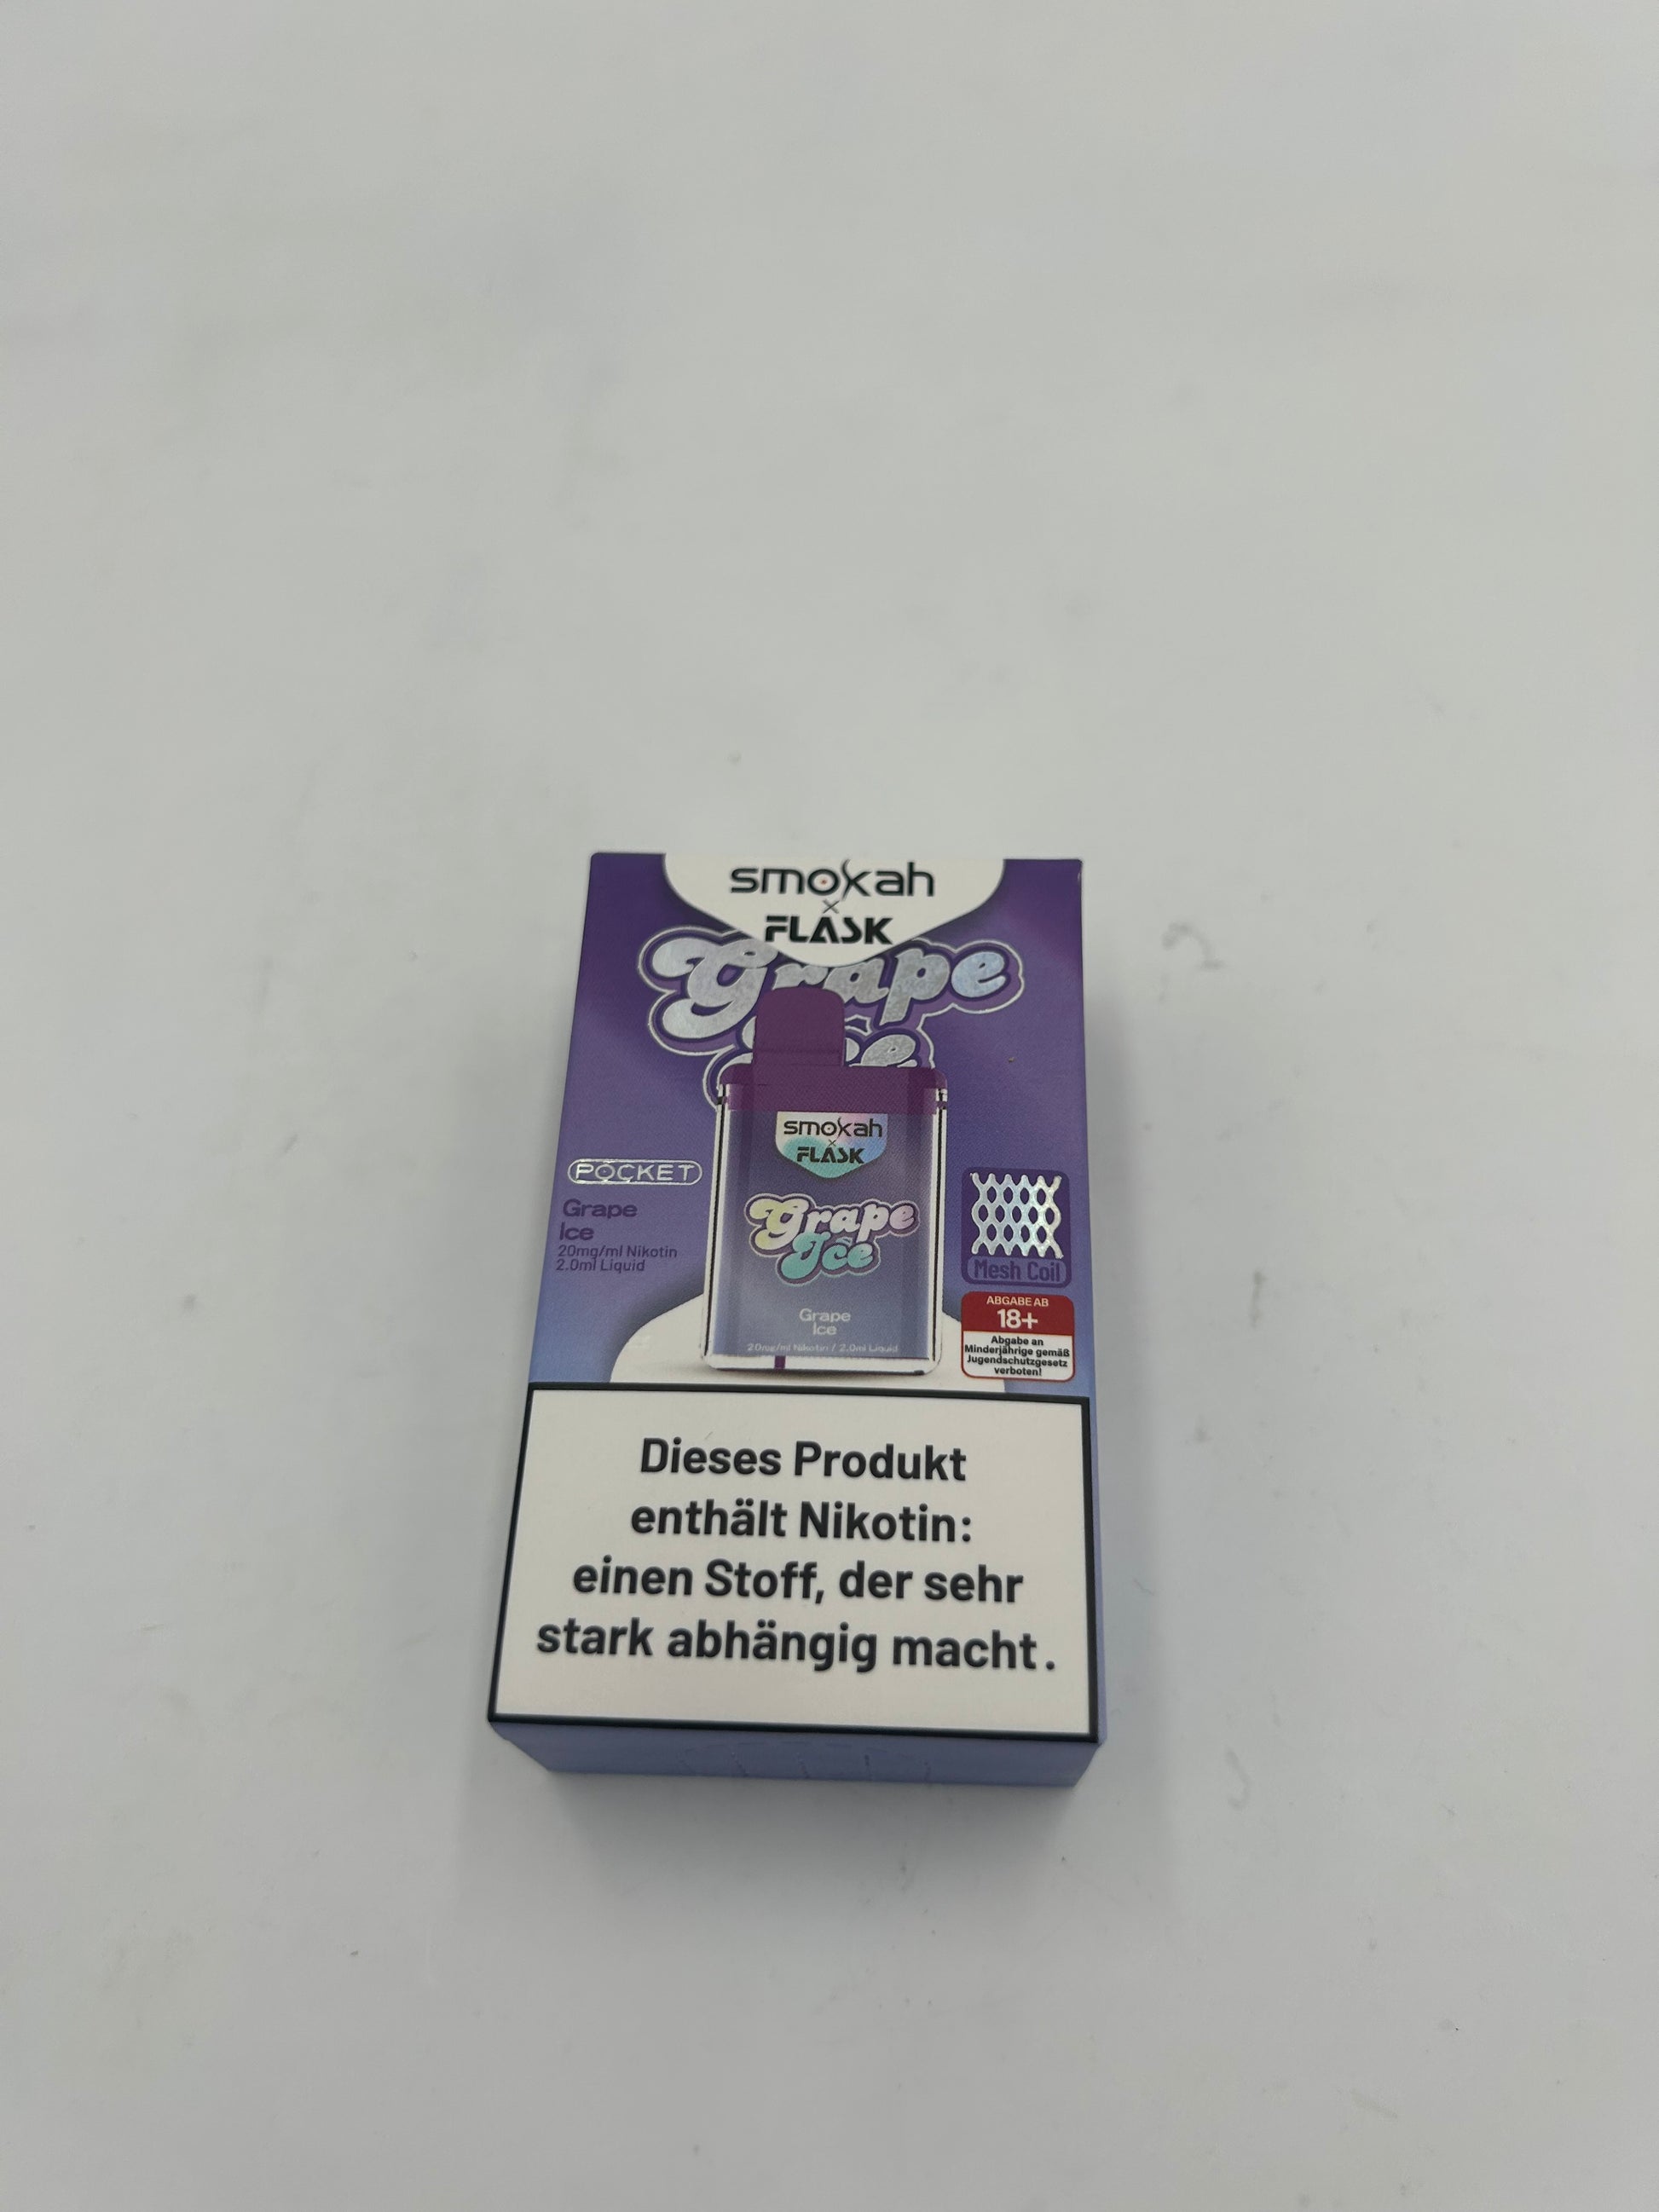 smokah
x
FLASK
Grape
Ice
smokah
x
FLASK
Grape
Ice
Grape
Ice
20mg/ml Nikotin / 2.0ml Liquid
POCKET
Grape
Ice
20mg/ml Nikotin
2.0ml Liquid
Mesh Coil
ABGABE AB
18+
Abgabe an
Minderjährige gemäß
Jugendschutzgesetz
verboten!
Dieses Produkt
enthält Nikotin:
einen Stoff, der sehr
stark abhängig macht.